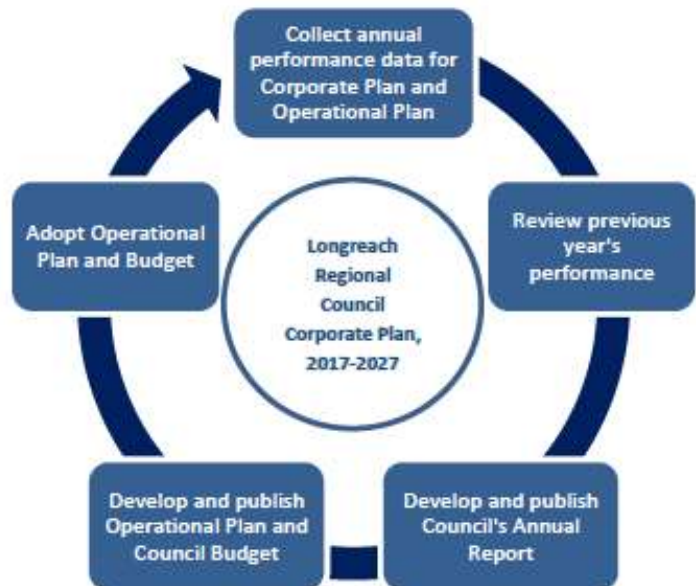 Collect annual
performance data for
Corporate Plan and
Operational Plan
Review previous
year's
performance
Develop and publish
Council's Annual
Report
Develop and publish
Operational Plan and
Council Budget
Adopt Operational
Plan and Budget
Longreach
Regional
Council
Corporate Plan,
2017-2027